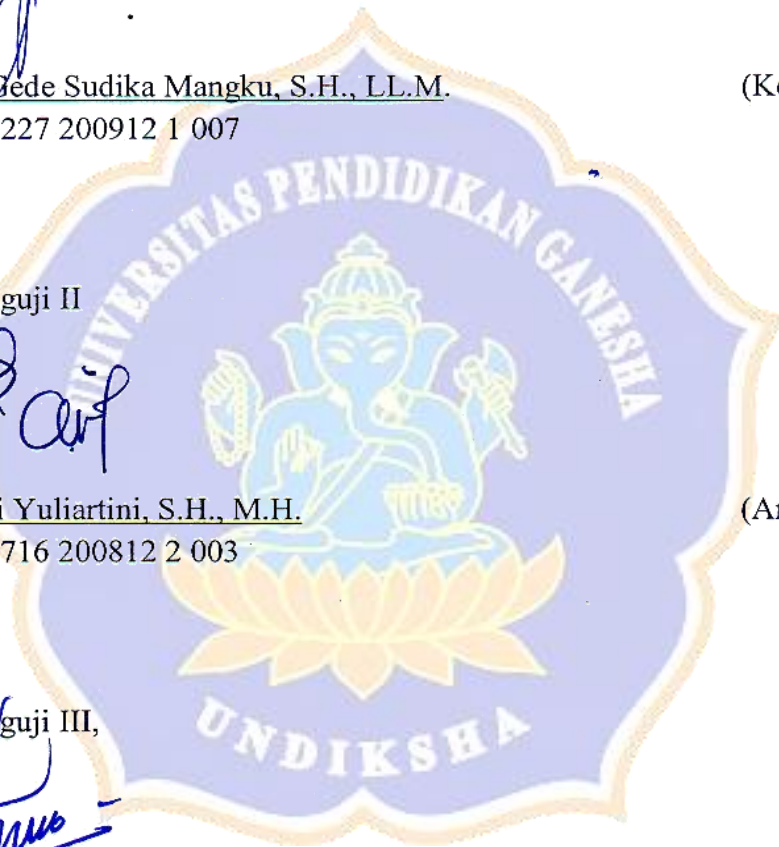 Gede Sudika Mangku, S.H., LL.M.
(Ke
227 200912 1 007
UNIVERSITAS PENDIDIKAN GANESHA
guji II
i Yuliartini, S.H., M.H.
(An
716 200812 2 003
guji III,
UNDIKSHA